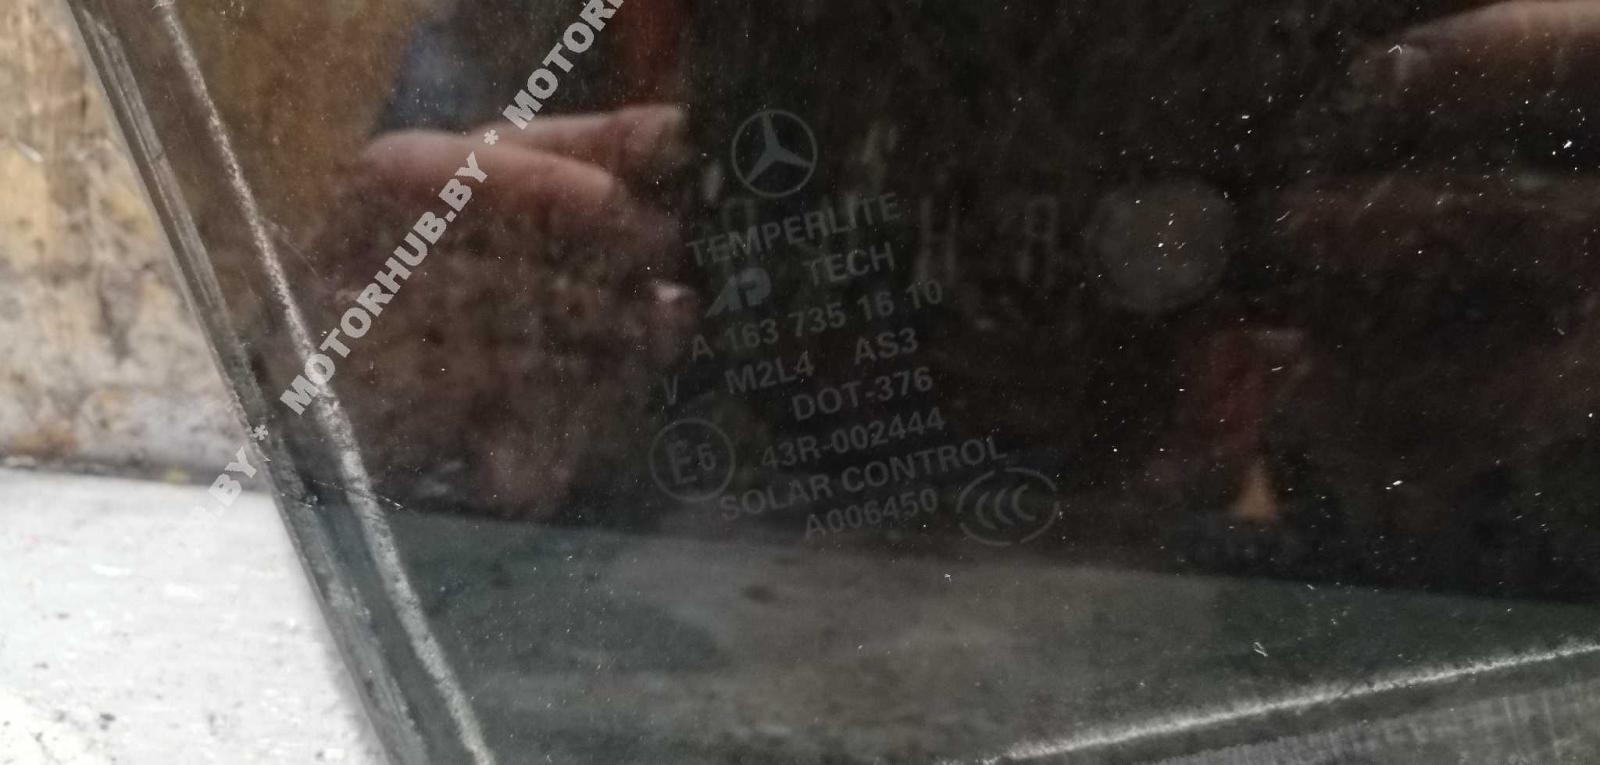 MOTORHUB.BY * MOTORHUB.BY * MOTOR
TEMPERLITE
AP TECH
A 163 735 16 10
V M2L4 AS3
DOT-376
E6 43R-002444
SOLAR CONTROL
A006450 CCC